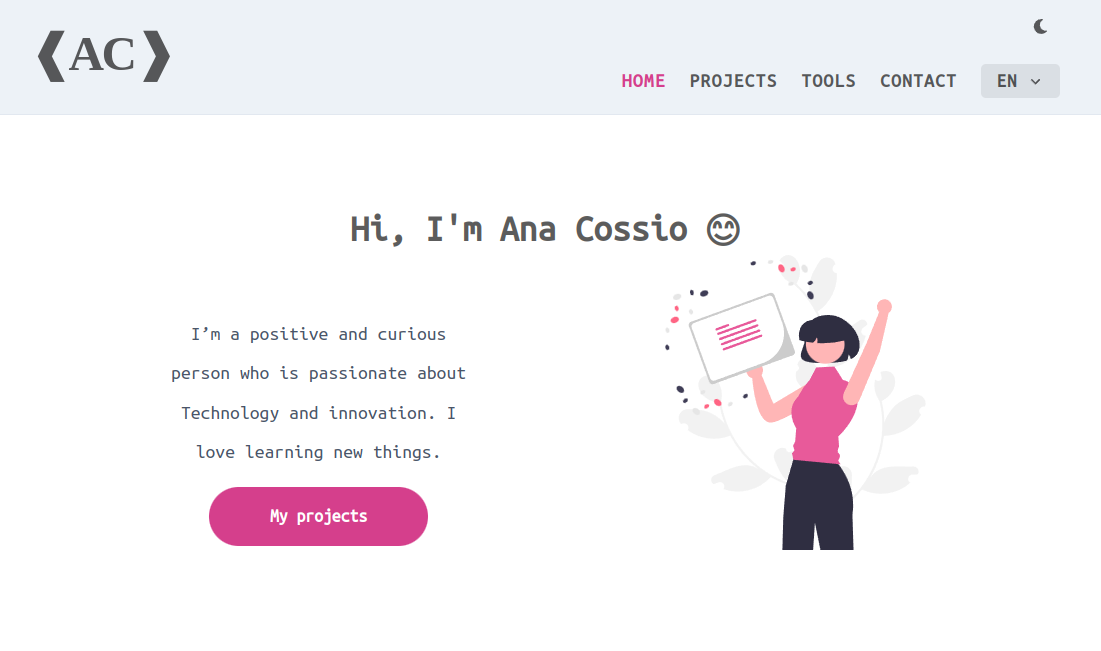 ❰AC❱
HOME PROJECTS TOOLS CONTACT EN
Hi, I'm Ana Cossio 😊
I’m a positive and curious
person who is passionate about
Technology and innovation. I
love learning new things.
My projects